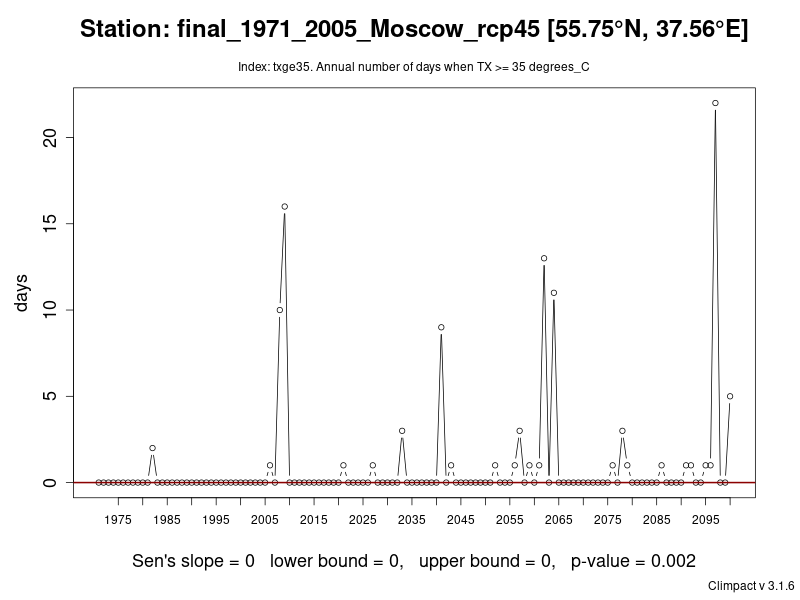 Station: final_1971_2005_Moscow_rcp45 [55.75°N, 37.56°E]
Index: txge35. Annual number of days when TX >= 35 degrees_C
days
20
15
10
5
0
1975 1985 1995 2005 2015 2025 2035 2045 2055 2065 2075 2085 2095
Sen's slope = 0 lower bound = 0, upper bound = 0, p-value = 0.002
Climpact v 3.1.6